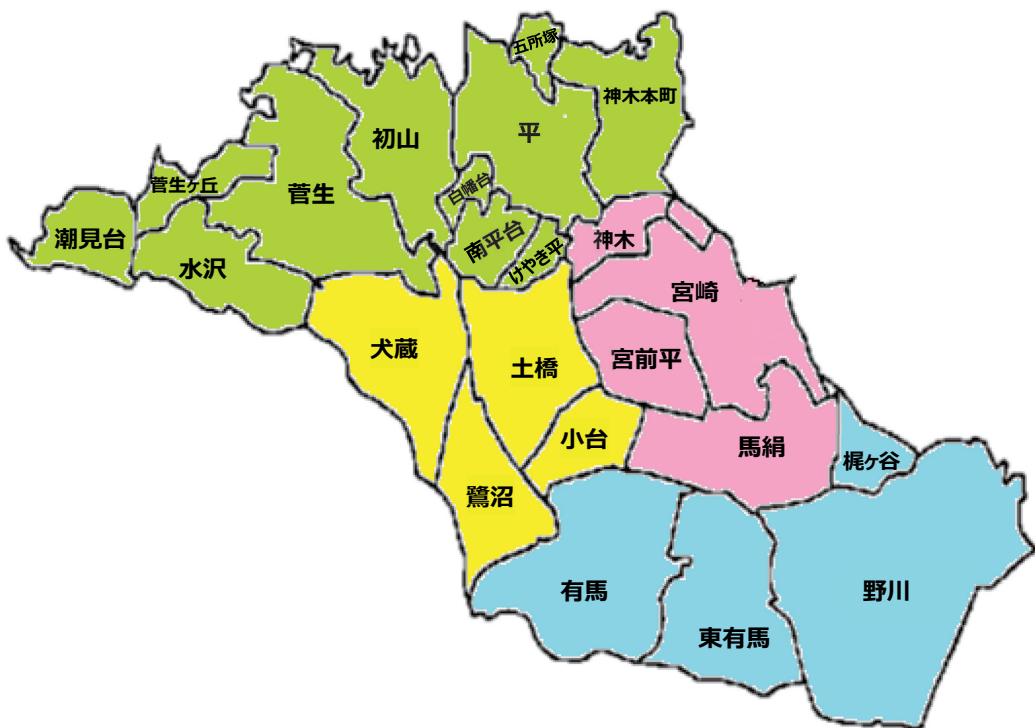 五所塚
神木本町
平
初山
菅生ヶ丘
菅生
白幡台
潮見台
水沢
南平台
けやき平
神木
宮崎
犬蔵
土橋
宮前平
小台
馬絹
梶ヶ谷
鷺沼
有馬
東有馬
野川